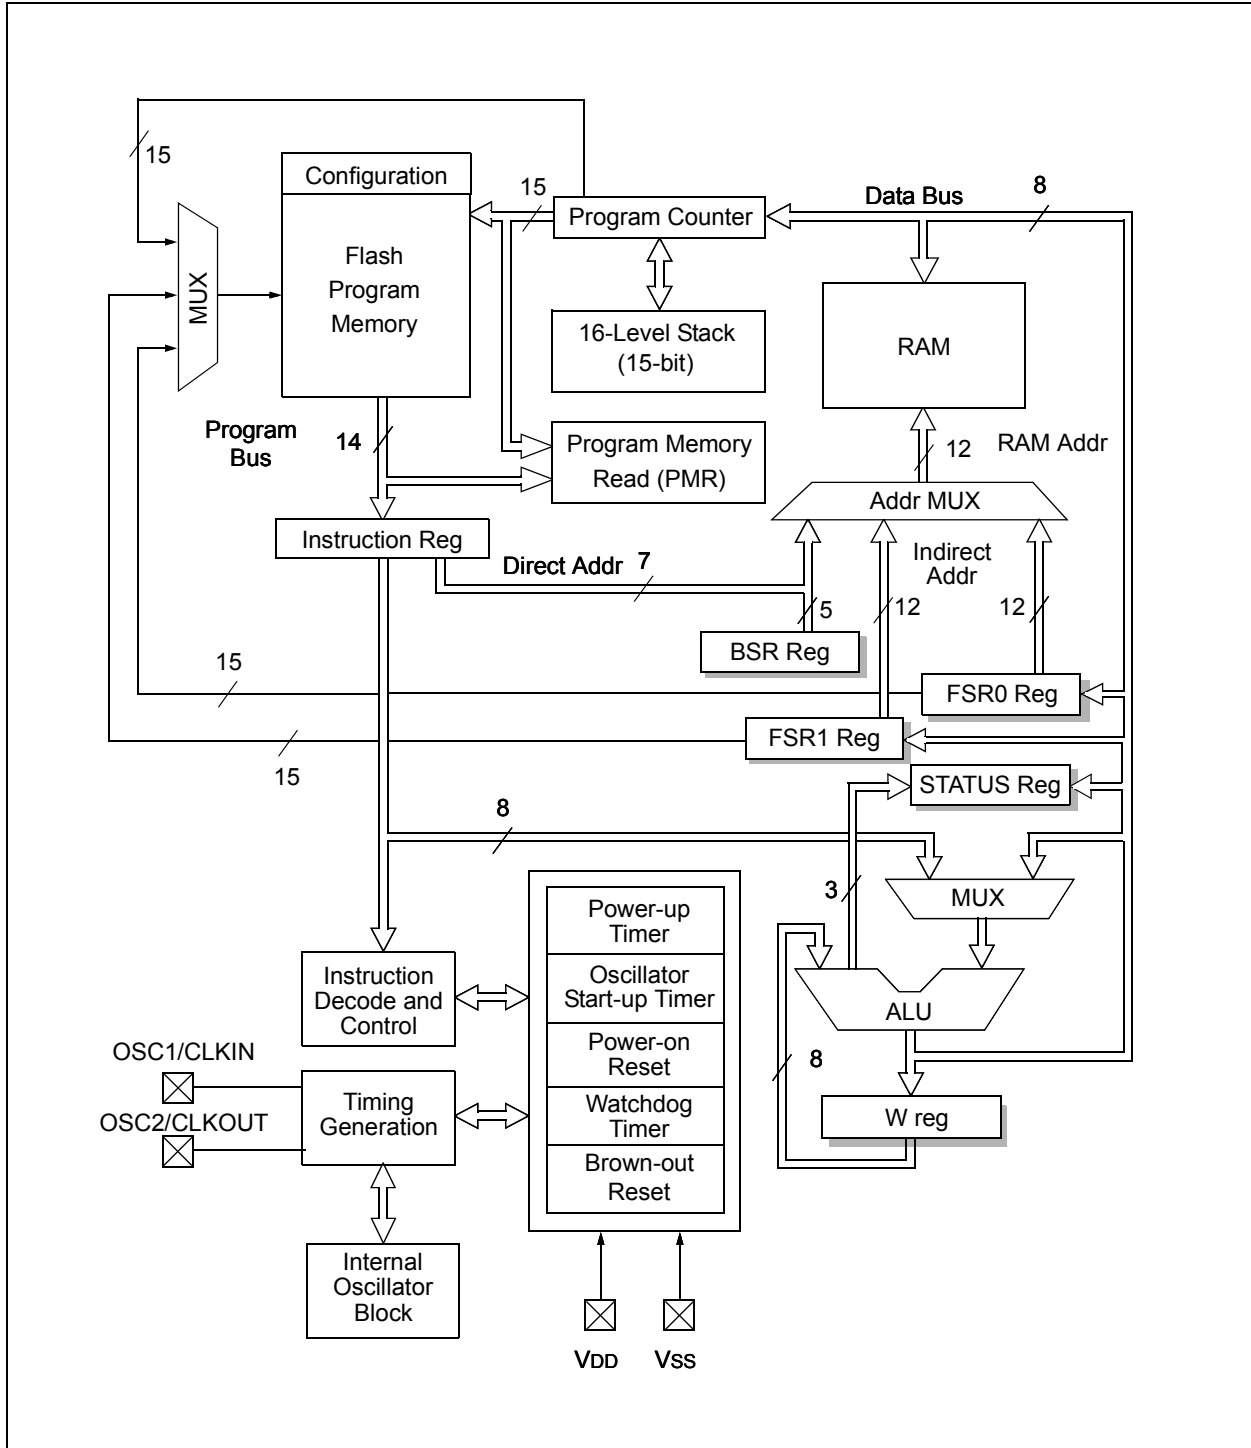 15
Configuration
Flash
Program
Memory
MUX
15
Program Counter
Data Bus
8
16-Level Stack
(15-bit)
RAM
Program
Bus
14
Program Memory
Read (PMR)
12
RAM Addr
Addr MUX
Instruction Reg
Direct Addr
7
Indirect
Addr
5
12
12
BSR Reg
15
FSR0 Reg
FSR1 Reg
15
STATUS Reg
8
3
MUX
Power-up
Timer
Oscillator
Start-up Timer
Power-on
Reset
Watchdog
Timer
Brown-out
Reset
Instruction
Decode and
Control
ALU
8
W reg
OSC1/CLKIN
OSC2/CLKOUT
Timing
Generation
Internal
Oscillator
Block
VDD
VSS